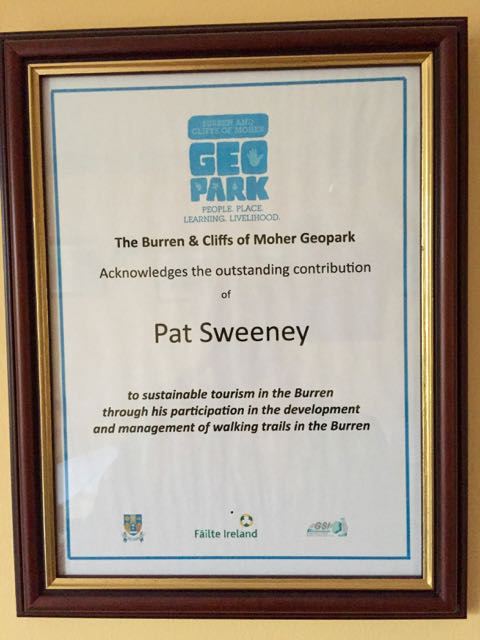 BURREN AND
CLIFFS OF MOHER
GEO
PARK
PEOPLE. PLACE.
LEARNING. LIVELIHOOD.
The Burren & Cliffs of Moher Geopark
Acknowledges the outstanding contribution
of
Pat Sweeney
to sustainable tourism in the Burren
through his participation in the development
and management of walking trails in the Burren
Fáilte Ireland
GSI